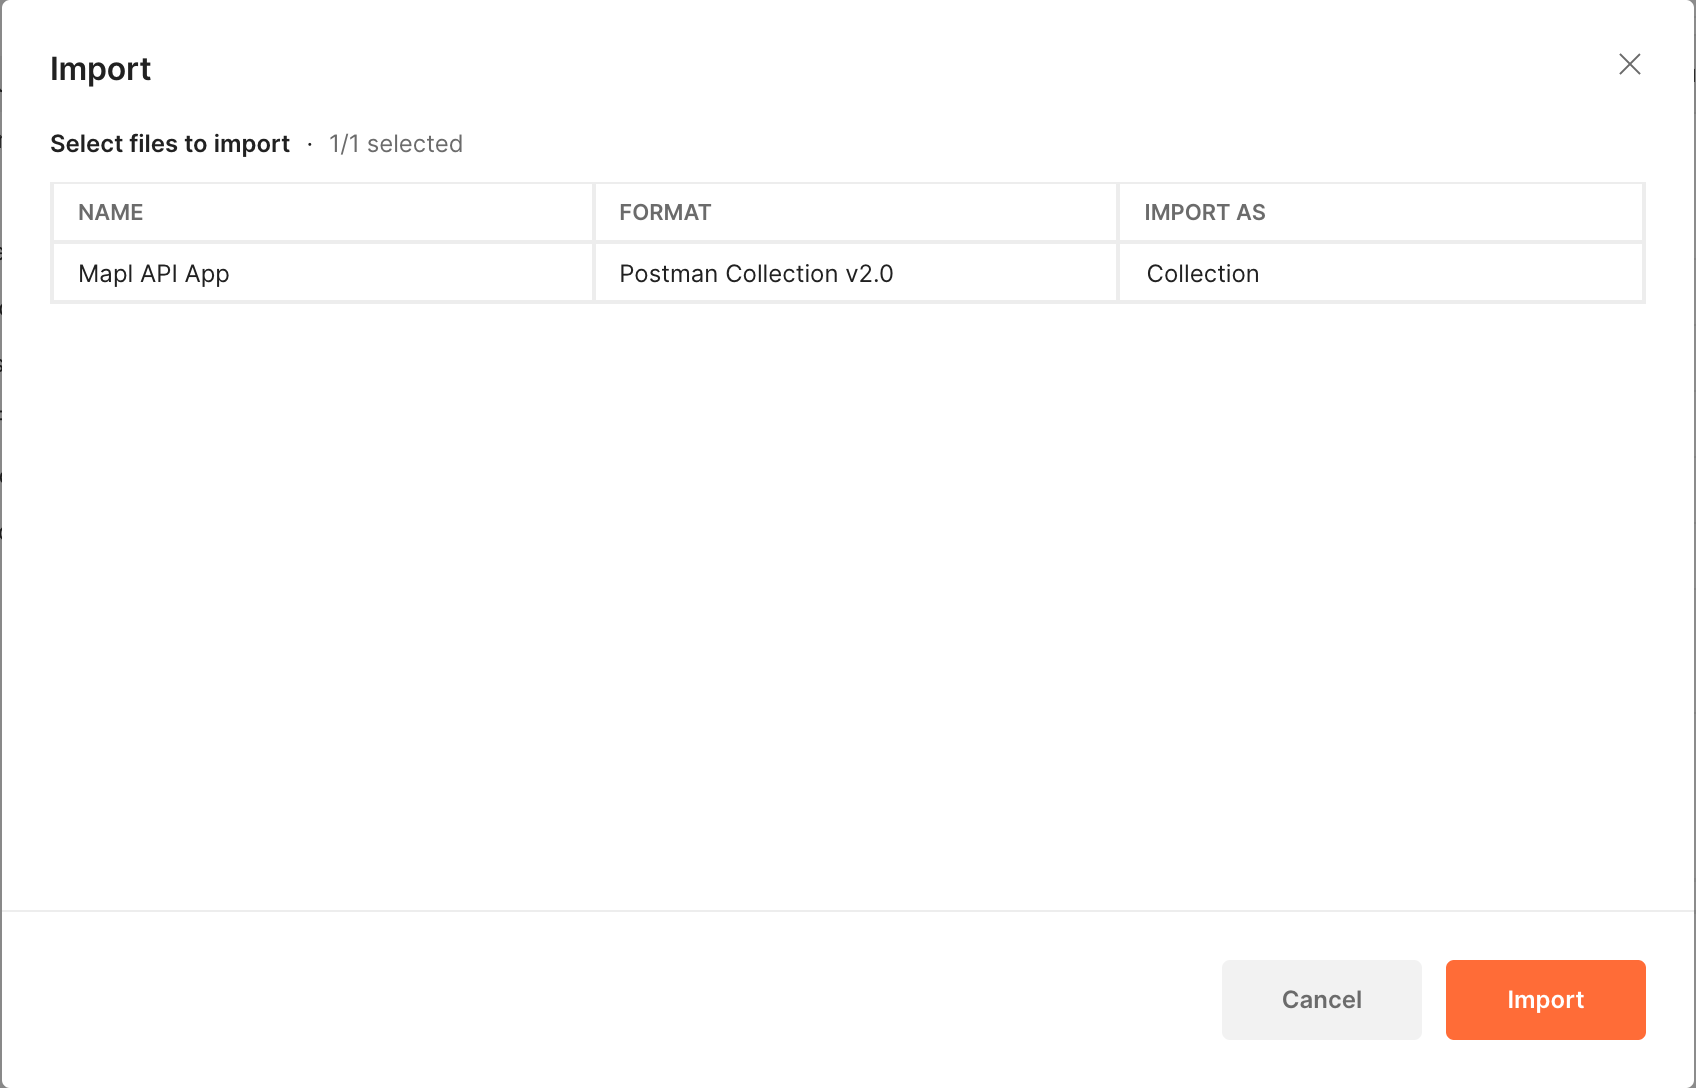 Import
Select files to import · 1/1 selected
NAME FORMAT IMPORT AS
Mapl API App Postman Collection v2.0 Collection
Cancel Import